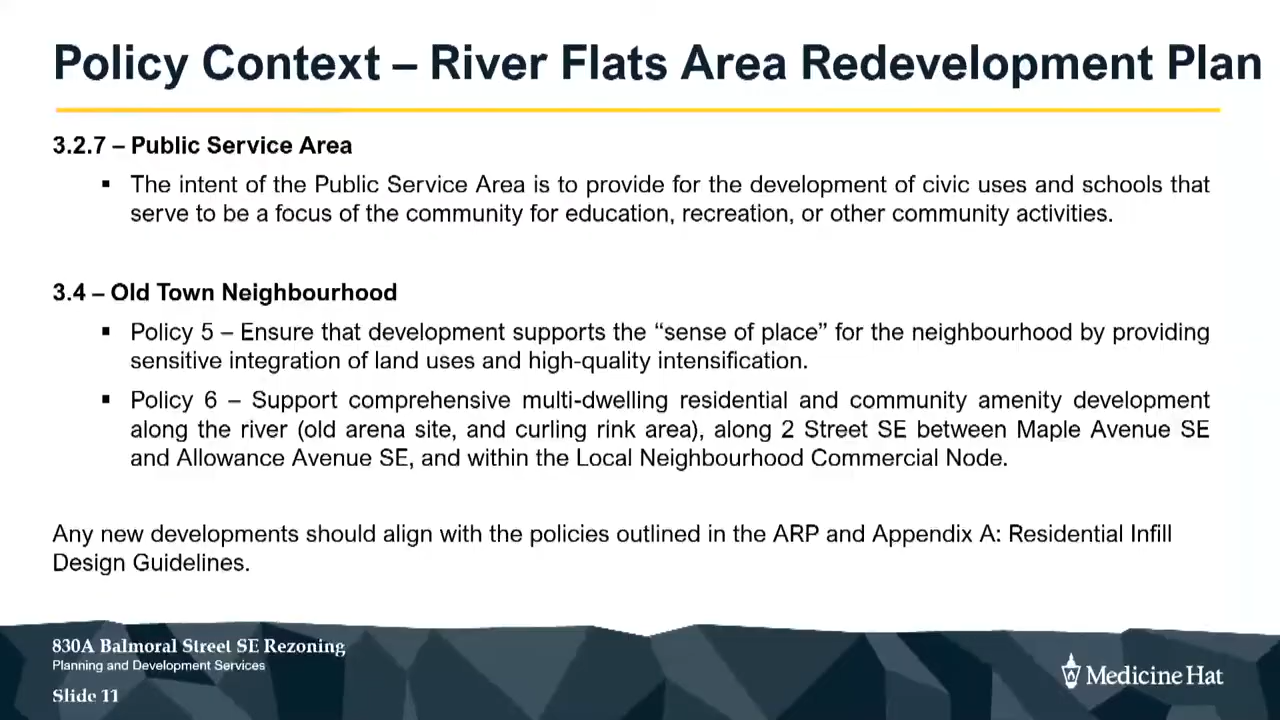 Policy Context – River Flats Area Redevelopment Plan
3.2.7 – Public Service Area
▪ The intent of the Public Service Area is to provide for the development of civic uses and schools that
serve to be a focus of the community for education, recreation, or other community activities.
3.4 – Old Town Neighbourhood
▪ Policy 5 – Ensure that development supports the “sense of place” for the neighbourhood by providing
sensitive integration of land uses and high-quality intensification.
▪ Policy 6 – Support comprehensive multi-dwelling residential and community amenity development
along the river (old arena site, and curling rink area), along 2 Street SE between Maple Avenue SE
and Allowance Avenue SE, and within the Local Neighbourhood Commercial Node.
Any new developments should align with the policies outlined in the ARP and Appendix A: Residential Infill
Design Guidelines.
830A Balmoral Street SE Rezoning
Planning and Development Services
Slide 11
Medicine Hat